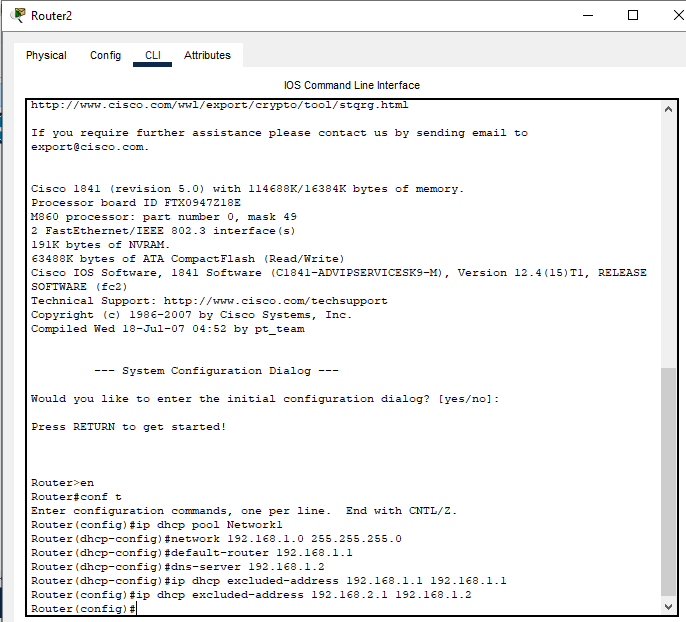 Router2
Physical Config CLI Attributes
IOS Command Line Interface
http://www.cisco.com/wwl/export/crypto/tool/stqrg.html
If you require further assistance please contact us by sending email to
export@cisco.com.
Cisco 1841 (revision 5.0) with 114688K/16384K bytes of memory.
Processor board ID FTX0947Z18E
M860 processor: part number 0, mask 49
2 FastEthernet/IEEE 802.3 interface(s)
191K bytes of NVRAM.
63488K bytes of ATA CompactFlash (Read/Write)
Cisco IOS Software, 1841 Software (C1841-ADVIPSERVICESK9-M), Version 12.4(15)T1, RELEASE
SOFTWARE (fc2)
Technical Support: http://www.cisco.com/techsupport
Copyright (c) 1986-2007 by Cisco Systems, Inc.
Compiled Wed 18-Jul-07 04:52 by pt_team
--- System Configuration Dialog ---
Would you like to enter the initial configuration dialog? [yes/no]:
Press RETURN to get started!
Router>en
Router#conf t
Enter configuration commands, one per line. End with CNTL/Z.
Router(config)#ip dhcp pool Network1
Router(dhcp-config)#network 192.168.1.0 255.255.255.0
Router(dhcp-config)#default-router 192.168.1.1
Router(dhcp-config)#dns-server 192.168.1.2
Router(dhcp-config)#ip dhcp excluded-address 192.168.1.1 192.168.1.1
Router(config)#ip dhcp excluded-address 192.168.2.1 192.168.1.2
Router(config)#